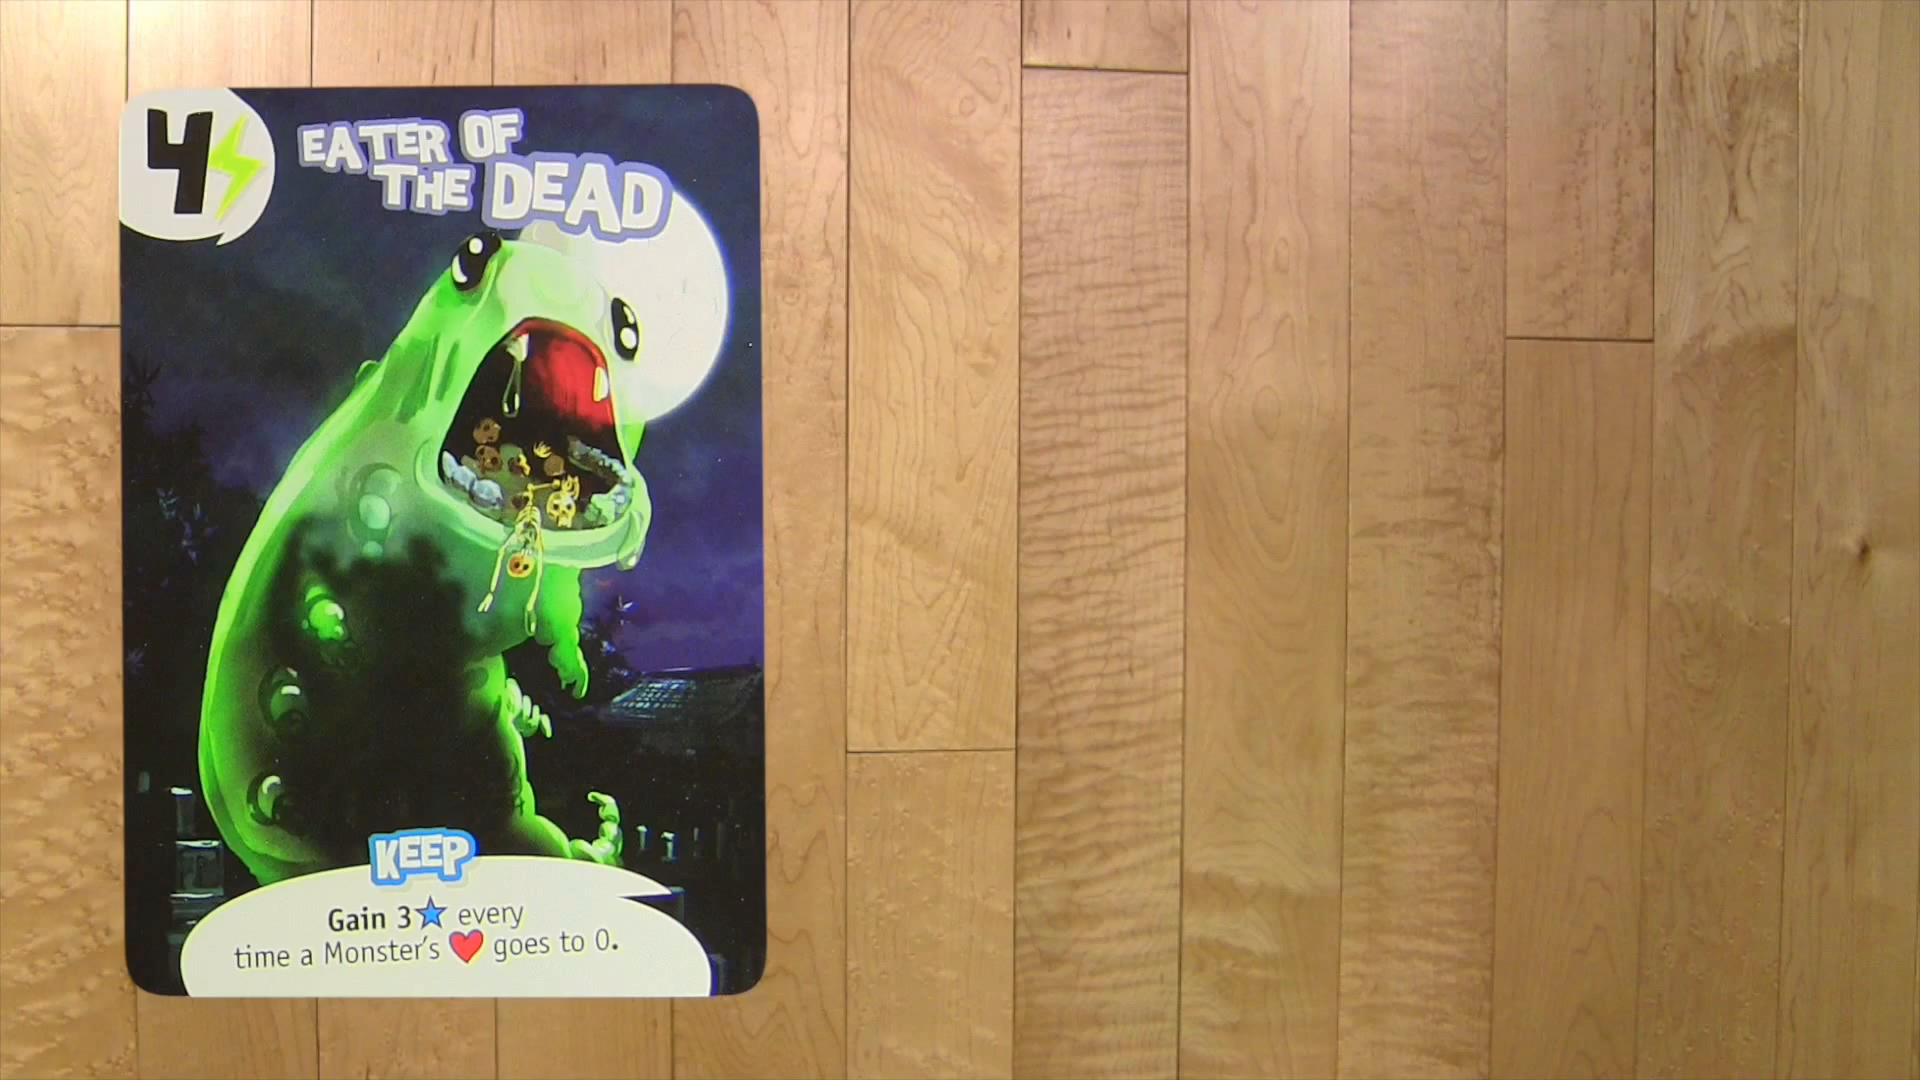 4
EATER OF
THE DEAD
KEEP
Gain 3 every
time a Monster's goes to 0.